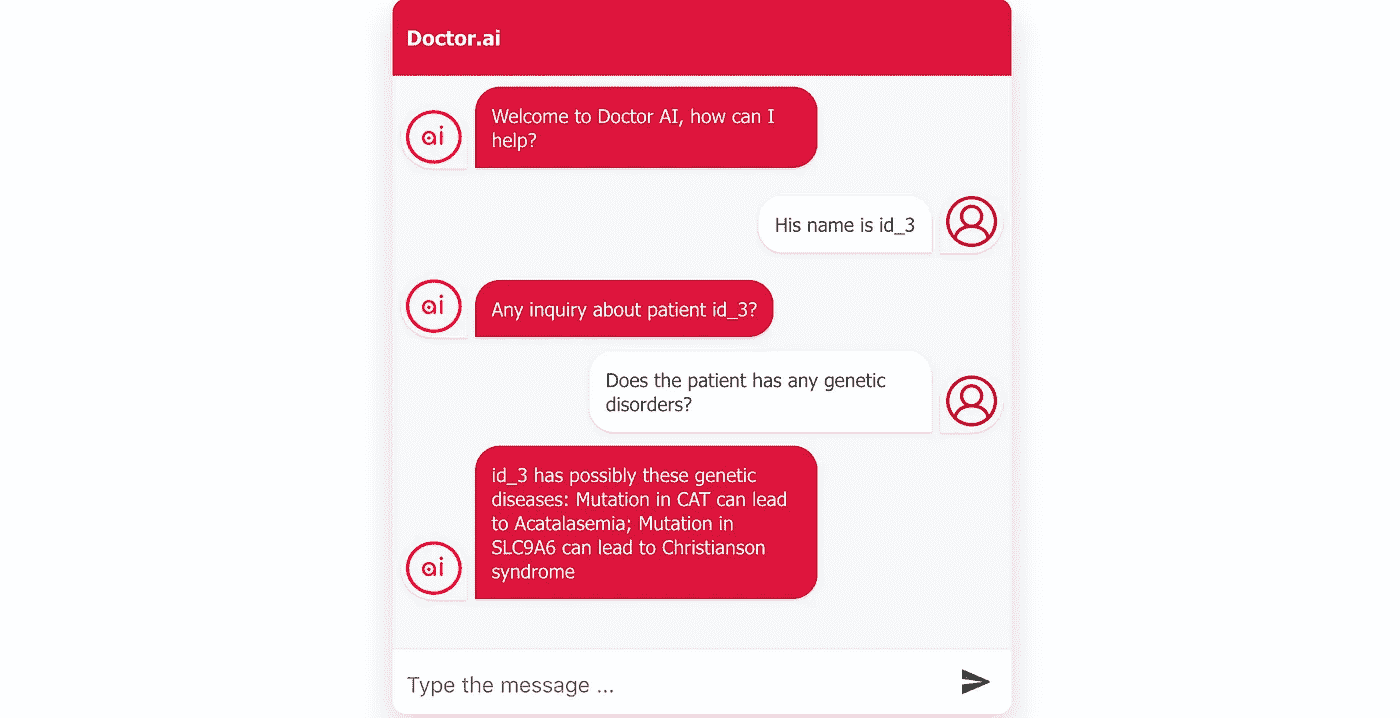 Doctor.ai
Welcome to Doctor AI, how can I
help?
ai
His name is id_3
ai
Any inquiry about patient id_3?
Does the patient has any genetic
disorders?
id_3 has possibly these genetic
diseases: Mutation in CAT can lead
to Acatalasemia; Mutation in
SLC9A6 can lead to Christianson
syndrome
ai
Type the message ...